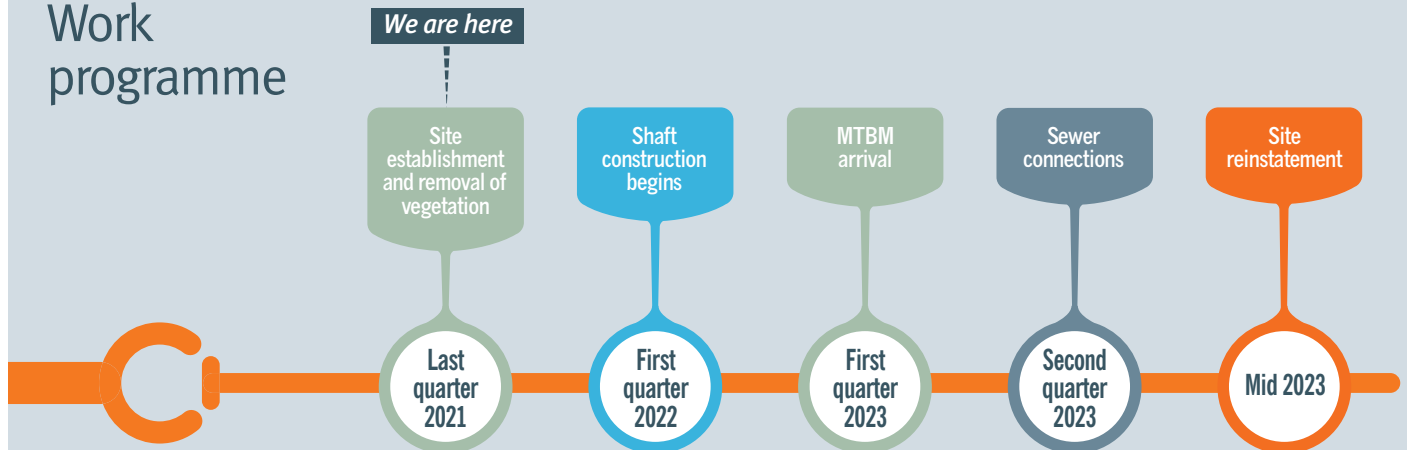 Work
programme
We are here
Site
establishment
and removal of
vegetation
Shaft
construction
begins
MTBM
arrival
Sewer
connections
Site
reinstatement
Last
quarter
2021
First
quarter
2022
First
quarter
2023
Second
quarter
2023
Mid 2023